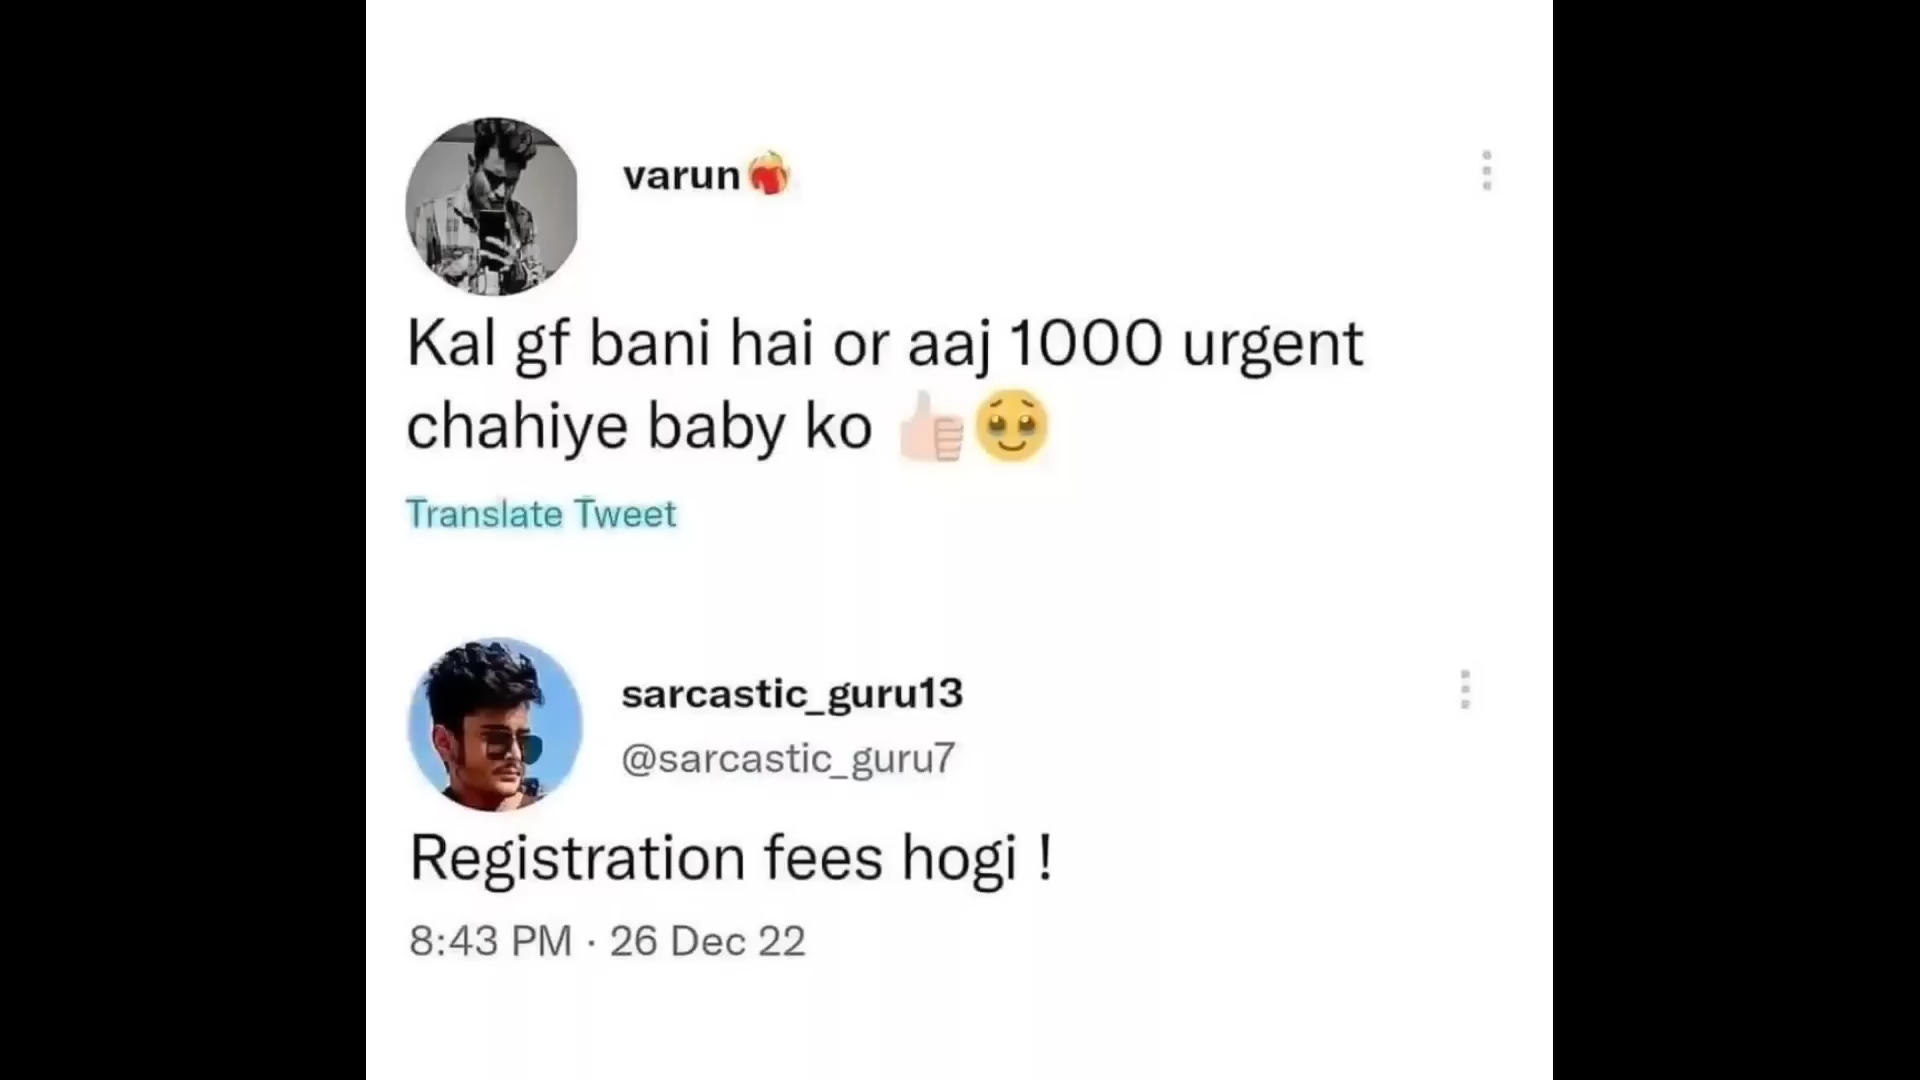 varun❤️‍🔥
Kal gf bani hai or aaj 1000 urgent
chahiye baby ko 👍🏻🥹
Translate Tweet
sarcastic_guru13
@sarcastic_guru7
Registration fees hogi !
8:43 PM · 26 Dec 22